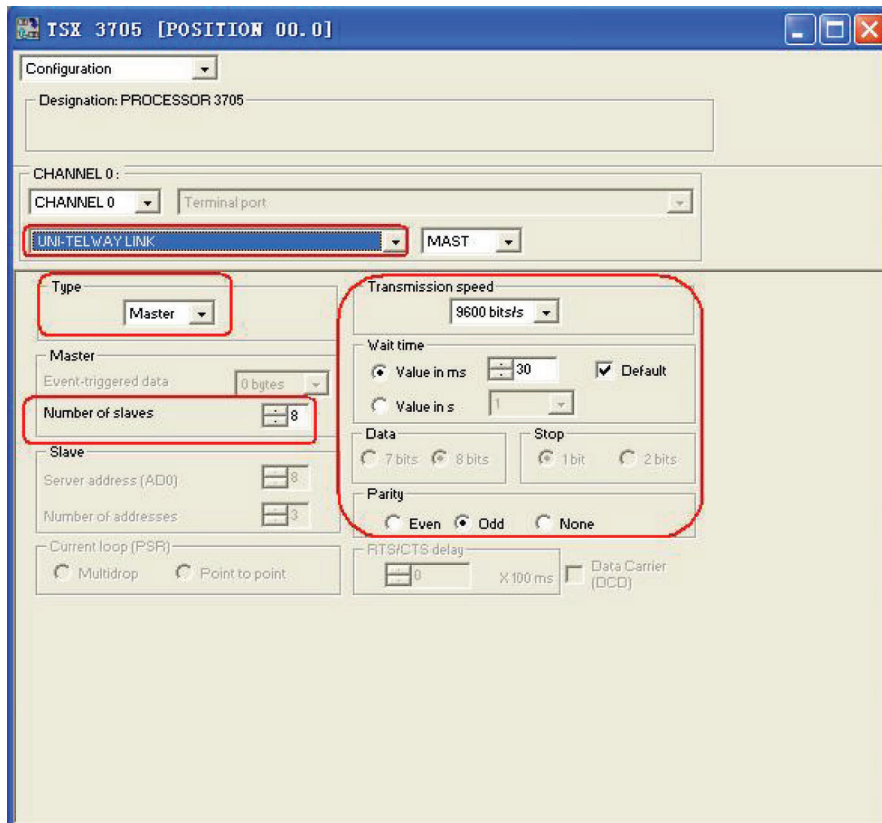 TSX 3705 [POSITION 00.0]
Configuration
Designation: PROCESSOR 3705
CHANNEL 0 :
CHANNEL 0
Terminal port
UNI-TELWAY LINK
MAST
Type
Master
Master
Event-triggered data
0 bytes
Number of slaves
8
Slave
Server address (AD0)
8
Number of addresses
3
Current loop (PSR)
Multidrop
Point to point
Transmission speed
9600 bits/s
Wait time
Value in ms
30
Default
Value in s
1
Data
7 bits
8 bits
Stop
1 bit
2 bits
Parity
Even
Odd
None
RTS/CTS delay
0
X 100 ms
Data Carrier
(DCD)